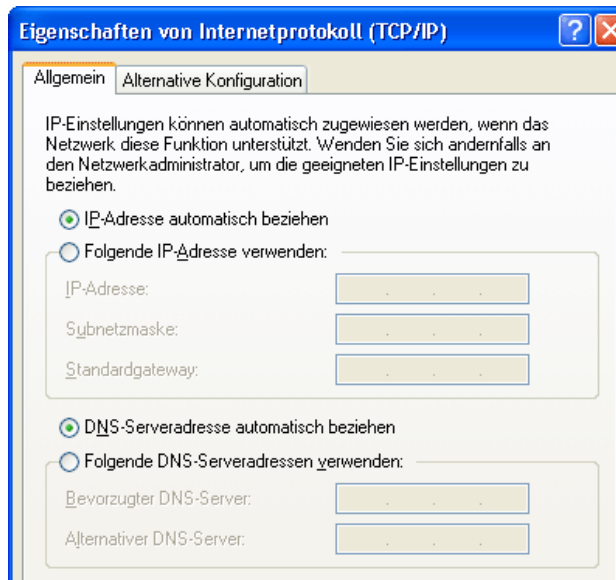 Eigenschaften von Internetprotokoll (TCP/IP)
Allgemein
Alternative Konfiguration
IP-Einstellungen können automatisch zugewiesen werden, wenn das
Netzwerk diese Funktion unterstützt. Wenden Sie sich andernfalls an
den Netzwerkadministrator, um die geeigneten IP-Einstellungen zu
beziehen.
IP-Adresse automatisch beziehen
Folgende IP-Adresse verwenden:
IP-Adresse:
Subnetzmaske:
Standardgateway:
DNS-Serveradresse automatisch beziehen
Folgende DNS-Serveradressen verwenden:
Bevorzugter DNS-Server:
Alternativer DNS-Server: